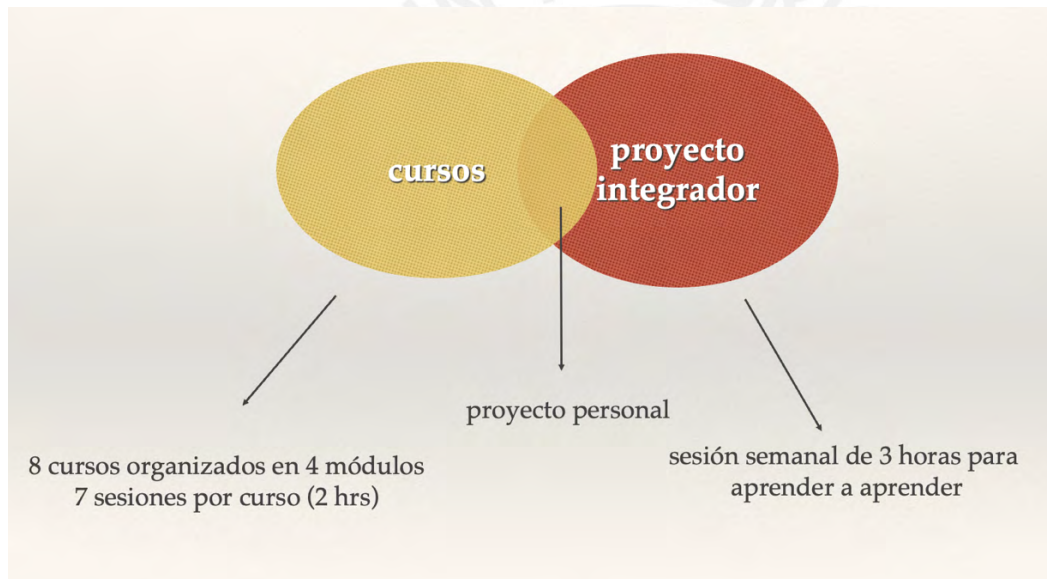 cursos
proyecto
integrador
proyecto personal
8 cursos organizados en 4 módulos
7 sesiones por curso (2 hrs)
sesión semanal de 3 horas para
aprender a aprender